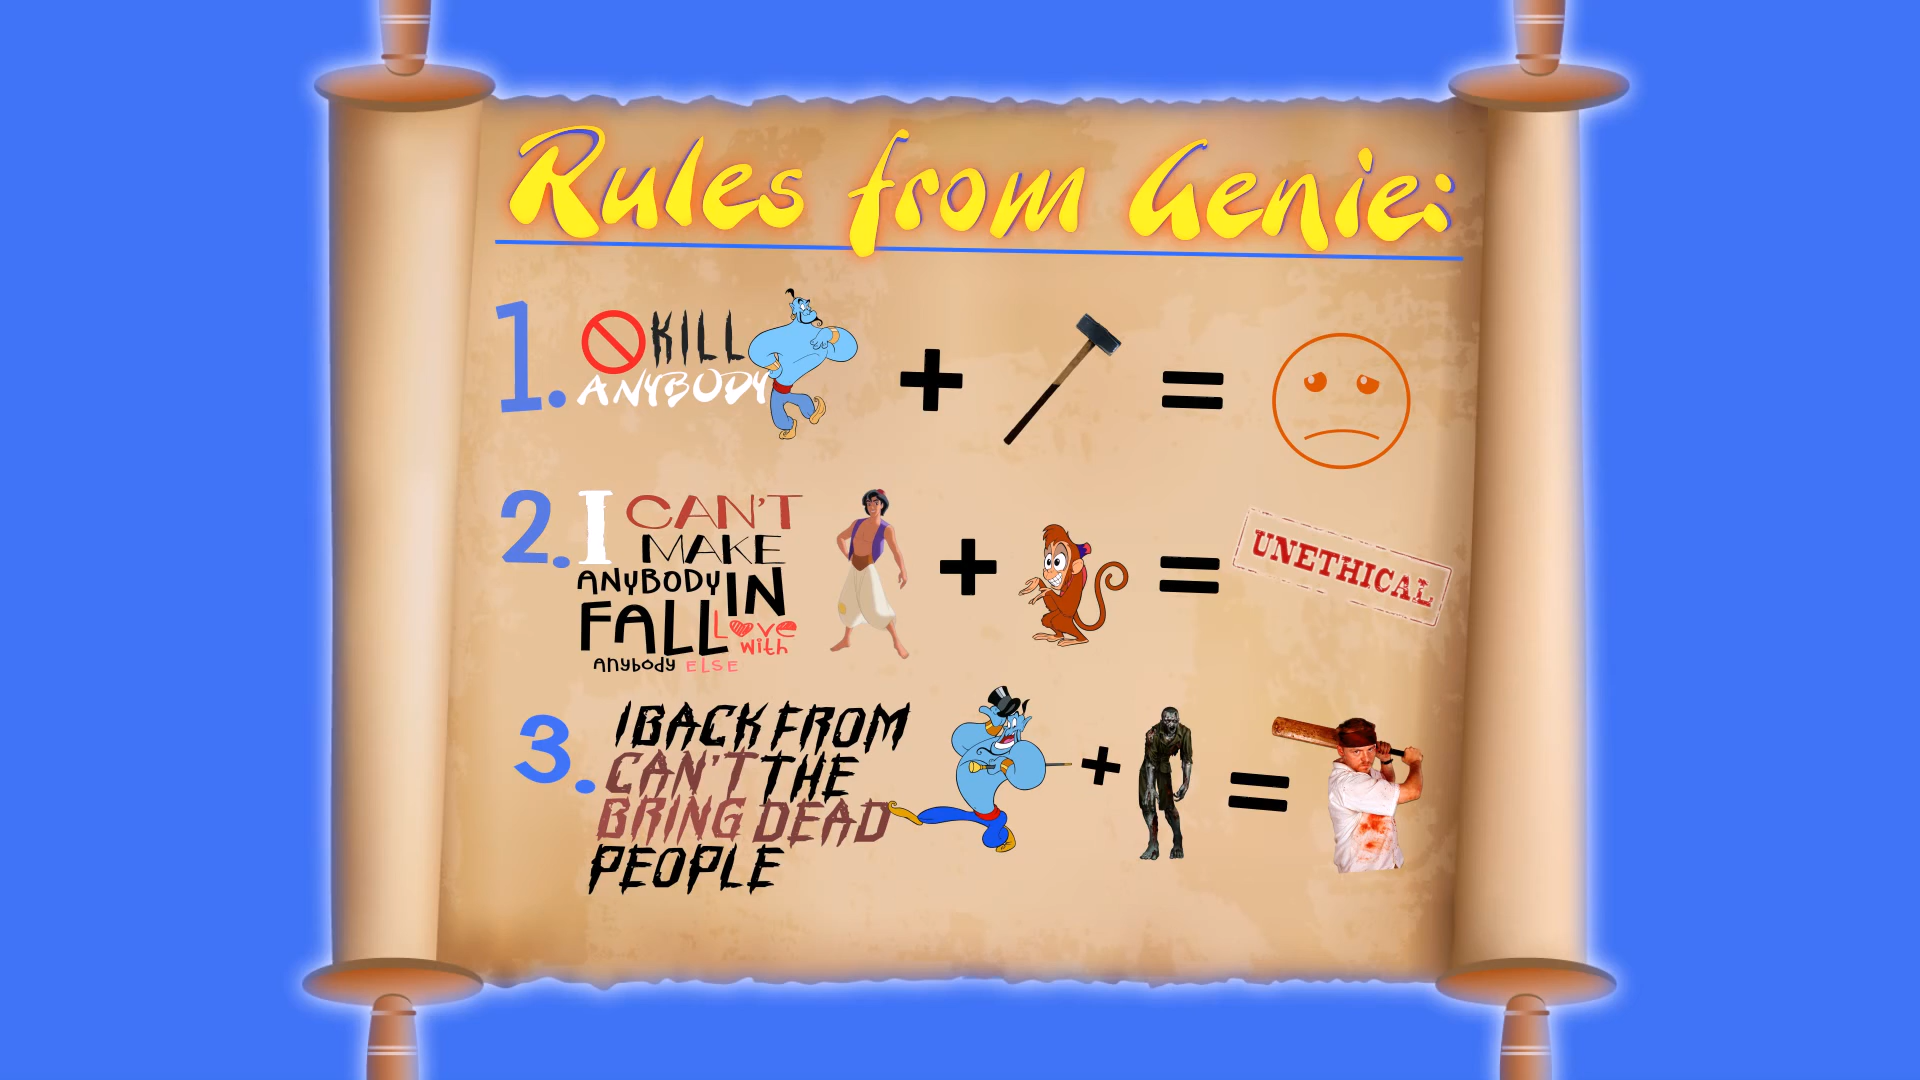 Rules from Genie:
1. KILL
ANYBODY
+ =
2. I CAN'T
MAKE
ANYBODY IN
FALL Love
with
Anybody ELSE
+ =
UNETHICAL
3. I BACK FROM
CAN'T THE
BRING DEAD
PEOPLE
+ =